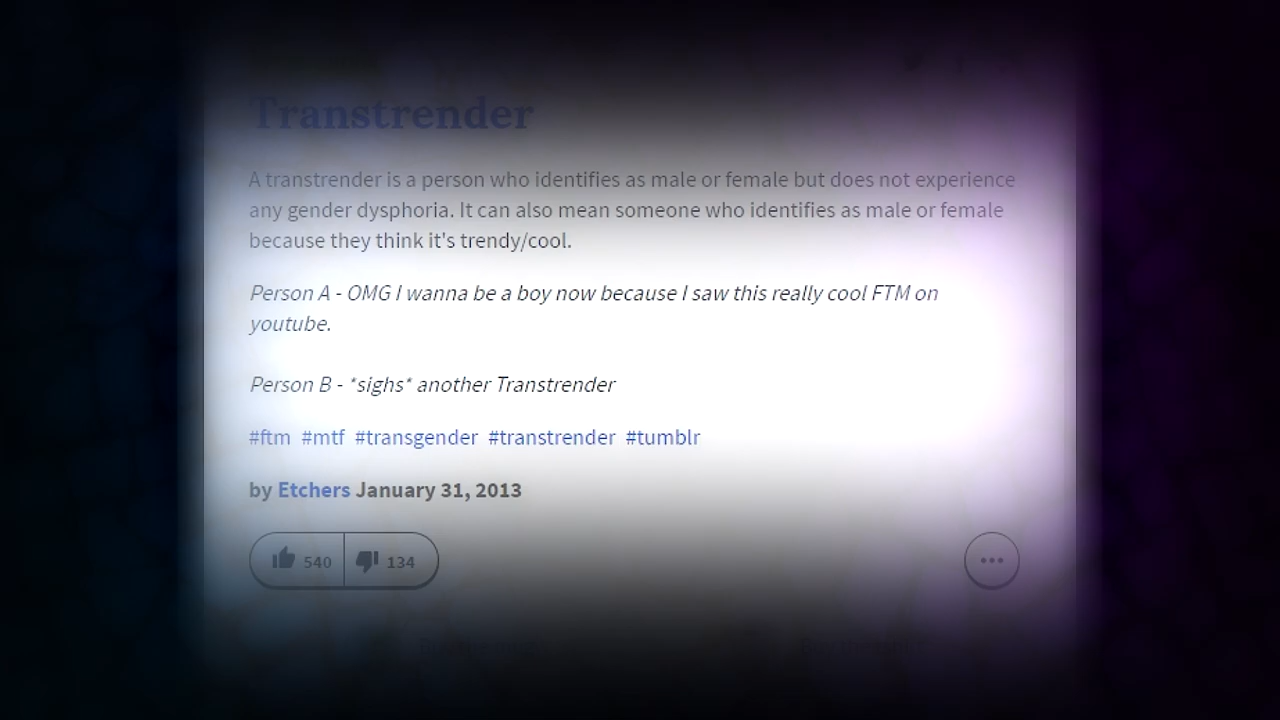 Transtrender
A transtrender is a person who identifies as male or female but does not experience
any gender dysphoria. It can also mean someone who identifies as male or female
because they think it's trendy/cool.
Person A - OMG I wanna be a boy now because I saw this really cool FTM on
youtube.
Person B - *sighs* another Transtrender
#ftm #mtf #transgender #transtrender #tumblr
by Etchers January 31, 2013
540 134